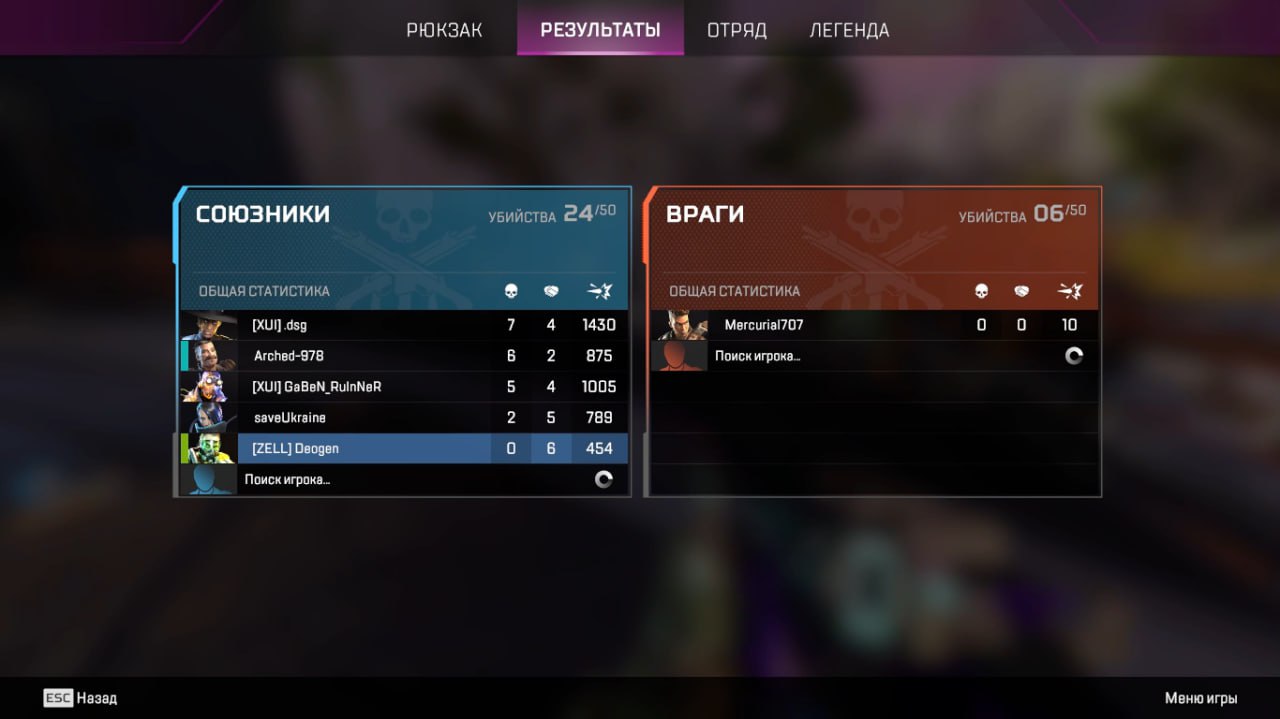 РЮКЗАК РЕЗУЛЬТАТЫ ОТРЯД ЛЕГЕНДА
СОЮЗНИКИ УБИЙСТВА 24/50
ОБЩАЯ СТАТИСТИКА
[XUI] .dsg 7 4 1430
Arched-978 6 2 875
[XUI] GaBeN_RuInNeR 5 4 1005
saveUkraine 2 5 789
[ZELL] Deogen 0 6 454
Поиск игрока...
ВРАГИ УБИЙСТВА 06/50
ОБЩАЯ СТАТИСТИКА
Mercurial707 0 0 10
Поиск игрока...
ESC Назад
Меню игры